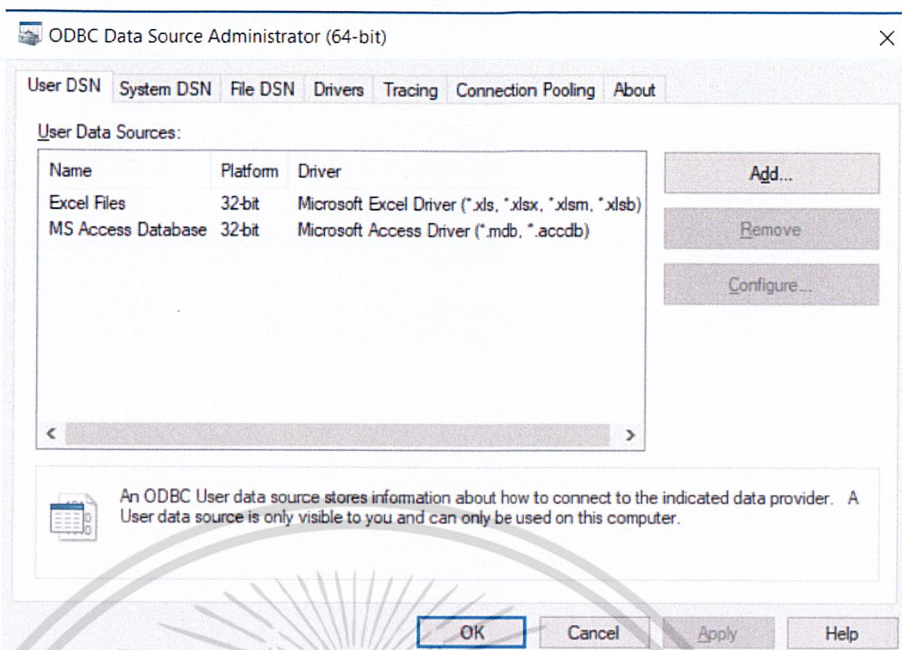 ODBC Data Source Administrator (64-bit)
User DSN System DSN File DSN Drivers Tracing Connection Pooling About
User Data Sources:
Name Platform Driver
Excel Files 32-bit Microsoft Excel Driver (*.xls, *.xlsx, *.xlsm, *.xlsb)
MS Access Database 32-bit Microsoft Access Driver (*.mdb, *.accdb)
Add...
Remove
Configure...
An ODBC User data source stores information about how to connect to the indicated data provider. A
User data source is only visible to you and can only be used on this computer.
OK Cancel Apply Help